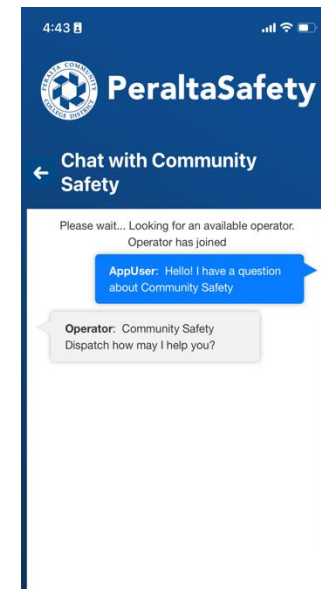 4:43
PERALTA COMMUNITY
COLLEGE DISTRICT
PeraltaSafety
Chat with Community
Safety
Please wait... Looking for an available operator.
Operator has joined
AppUser: Hello! I have a question
about Community Safety
Operator: Community Safety
Dispatch how may I help you?